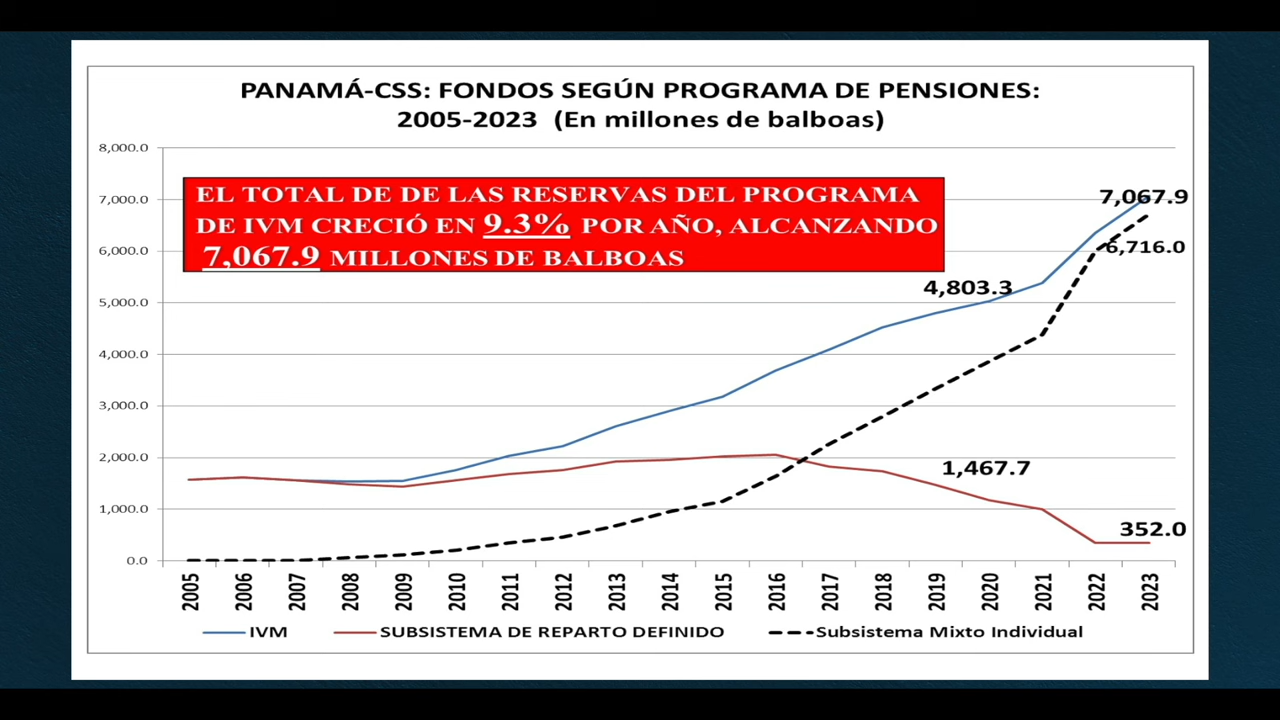 PANAMÁ-CSS: FONDOS SEGÚN PROGRAMA DE PENSIONES:
2005-2023 (En millones de balboas)
8,000.0
7,000.0
6,000.0
5,000.0
4,000.0
3,000.0
2,000.0
1,000.0
0.0
EL TOTAL DE DE LAS RESERVAS DEL PROGRAMA
DE IVM CRECIÓ EN 9.3% POR AÑO, ALCANZANDO
7,067.9 MILLONES DE BALBOAS
7,067.9
6,716.0
4,803.3
1,467.7
352.0
2005 2006 2007 2008 2009 2010 2011 2012 2013 2014 2015 2016 2017 2018 2019 2020 2021 2022 2023
IVM SUBSISTEMA DE REPARTO DEFINIDO Subsistema Mixto Individual